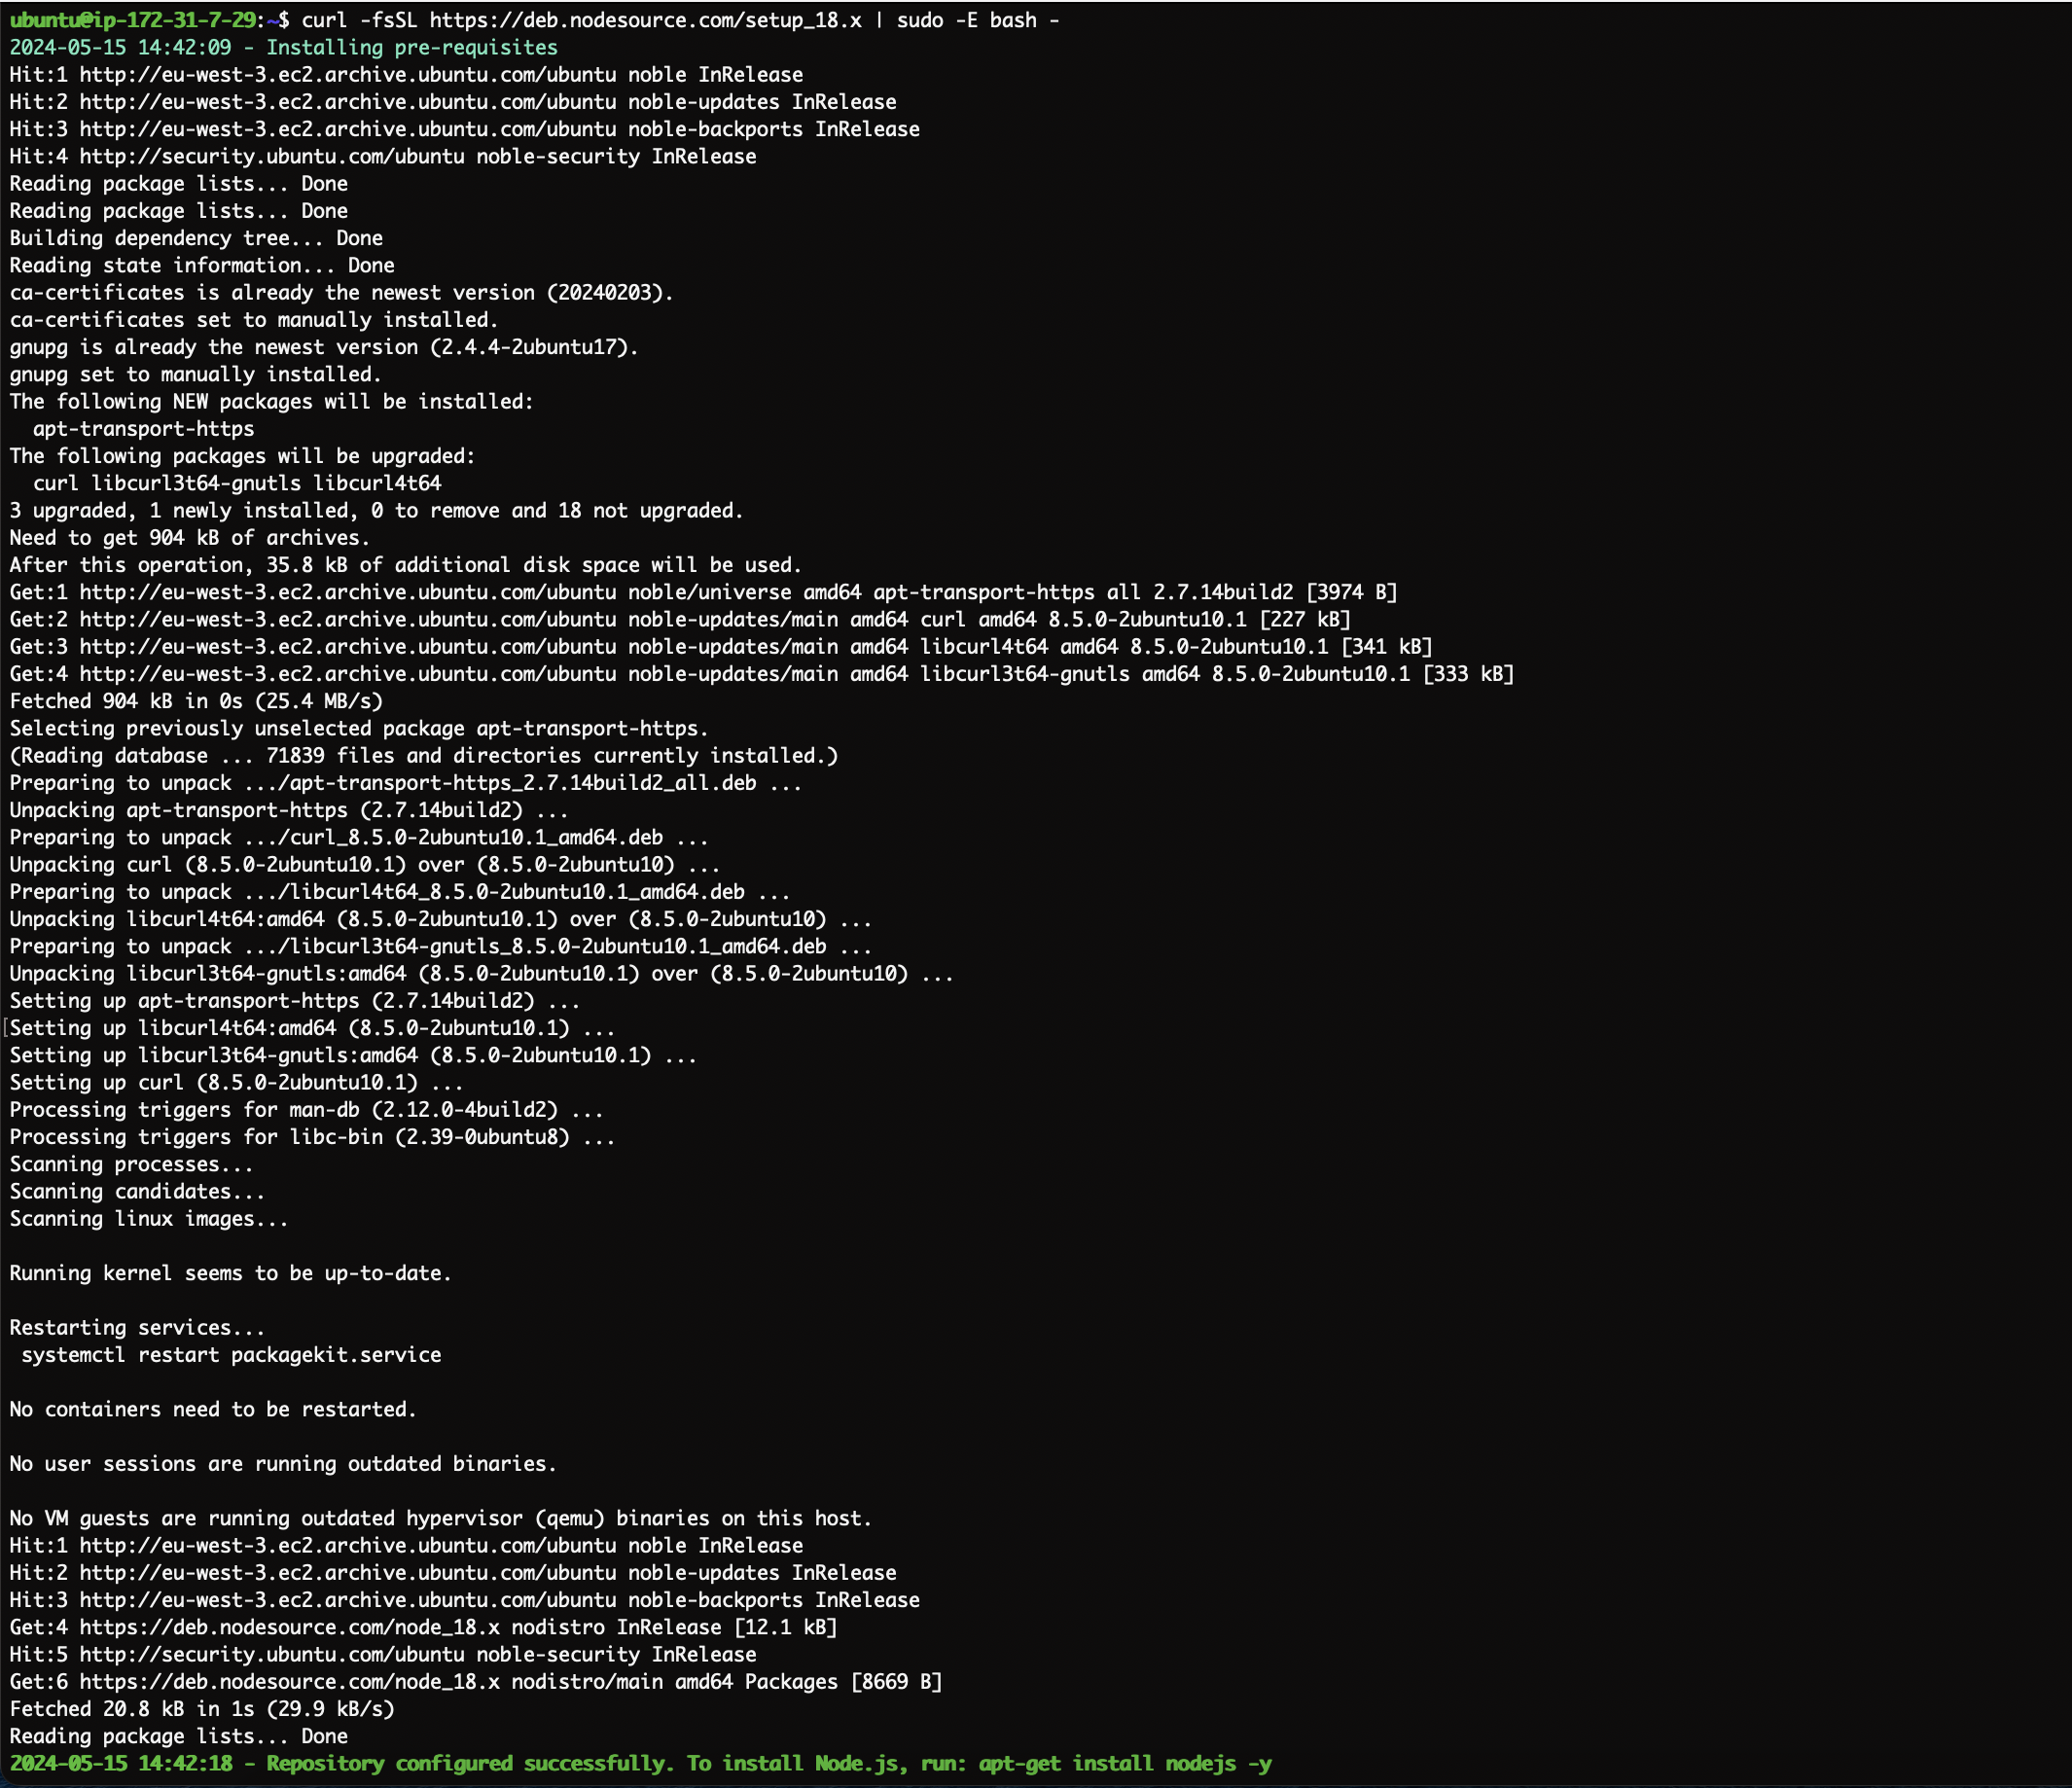 ubuntu@ip-172-31-7-29:~$ curl -fsSL https://deb.nodesource.com/setup_18.x | sudo -E bash -
2024-05-15 14:42:09 - Installing pre-requisites
Hit:1 http://eu-west-3.ec2.archive.ubuntu.com/ubuntu noble InRelease
Hit:2 http://eu-west-3.ec2.archive.ubuntu.com/ubuntu noble-updates InRelease
Hit:3 http://eu-west-3.ec2.archive.ubuntu.com/ubuntu noble-backports InRelease
Hit:4 http://security.ubuntu.com/ubuntu noble-security InRelease
Reading package lists... Done
Reading package lists... Done
Building dependency tree... Done
Reading state information... Done
ca-certificates is already the newest version (20240203).
ca-certificates set to manually installed.
gnupg is already the newest version (2.4.4-2ubuntu17).
gnupg set to manually installed.
The following NEW packages will be installed:
  apt-transport-https
The following packages will be upgraded:
  curl libcurl3t64-gnutls libcurl4t64
3 upgraded, 1 newly installed, 0 to remove and 18 not upgraded.
Need to get 904 kB of archives.
After this operation, 35.8 kB of additional disk space will be used.
Get:1 http://eu-west-3.ec2.archive.ubuntu.com/ubuntu noble/universe amd64 apt-transport-https all 2.7.14build2 [3974 B]
Get:2 http://eu-west-3.ec2.archive.ubuntu.com/ubuntu noble-updates/main amd64 curl amd64 8.5.0-2ubuntu10.1 [227 kB]
Get:3 http://eu-west-3.ec2.archive.ubuntu.com/ubuntu noble-updates/main amd64 libcurl4t64 amd64 8.5.0-2ubuntu10.1 [341 kB]
Get:4 http://eu-west-3.ec2.archive.ubuntu.com/ubuntu noble-updates/main amd64 libcurl3t64-gnutls amd64 8.5.0-2ubuntu10.1 [333 kB]
Fetched 904 kB in 0s (25.4 MB/s)
Selecting previously unselected package apt-transport-https.
(Reading database ... 71839 files and directories currently installed.)
Preparing to unpack .../apt-transport-https_2.7.14build2_all.deb ...
Unpacking apt-transport-https (2.7.14build2) ...
Preparing to unpack .../curl_8.5.0-2ubuntu10.1_amd64.deb ...
Unpacking curl (8.5.0-2ubuntu10.1) over (8.5.0-2ubuntu10) ...
Preparing to unpack .../libcurl4t64_8.5.0-2ubuntu10.1_amd64.deb ...
Unpacking libcurl4t64:amd64 (8.5.0-2ubuntu10.1) over (8.5.0-2ubuntu10) ...
Preparing to unpack .../libcurl3t64-gnutls_8.5.0-2ubuntu10.1_amd64.deb ...
Unpacking libcurl3t64-gnutls:amd64 (8.5.0-2ubuntu10.1) over (8.5.0-2ubuntu10) ...
Setting up apt-transport-https (2.7.14build2) ...
[Setting up libcurl4t64:amd64 (8.5.0-2ubuntu10.1) ...
Setting up libcurl3t64-gnutls:amd64 (8.5.0-2ubuntu10.1) ...
Setting up curl (8.5.0-2ubuntu10.1) ...
Processing triggers for man-db (2.12.0-4build2) ...
Processing triggers for libc-bin (2.39-0ubuntu8) ...
Scanning processes...
Scanning candidates...
Scanning linux images...
Running kernel seems to be up-to-date.
Restarting services...
 systemctl restart packagekit.service
No containers need to be restarted.
No user sessions are running outdated binaries.
No VM guests are running outdated hypervisor (qemu) binaries on this host.
Hit:1 http://eu-west-3.ec2.archive.ubuntu.com/ubuntu noble InRelease
Hit:2 http://eu-west-3.ec2.archive.ubuntu.com/ubuntu noble-updates InRelease
Hit:3 http://eu-west-3.ec2.archive.ubuntu.com/ubuntu noble-backports InRelease
Get:4 https://deb.nodesource.com/node_18.x nodistro InRelease [12.1 kB]
Hit:5 http://security.ubuntu.com/ubuntu noble-security InRelease
Get:6 https://deb.nodesource.com/node_18.x nodistro/main amd64 Packages [8669 B]
Fetched 20.8 kB in 1s (29.9 kB/s)
Reading package lists... Done
2024-05-15 14:42:18 - Repository configured successfully. To install Node.js, run: apt-get install nodejs -y